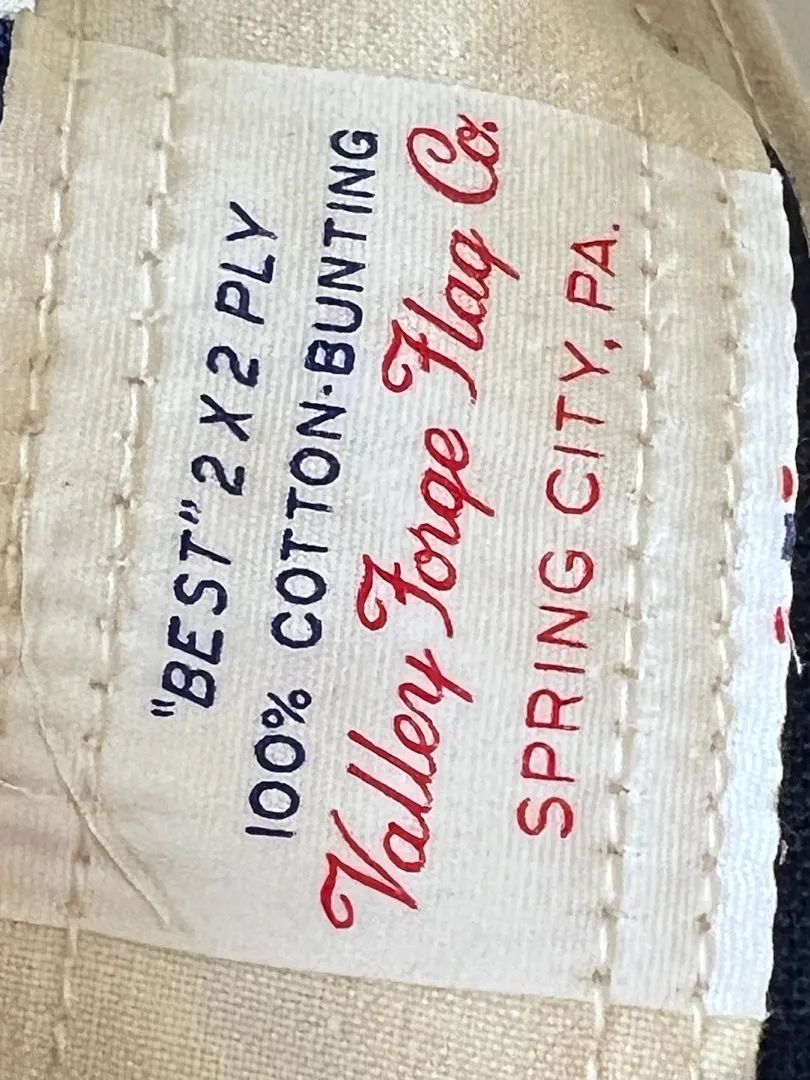 "BEST" 2 X 2 PLY
100% COTTON-BUNTING
Valley Forge Flag Co.
SPRING CITY, PA.